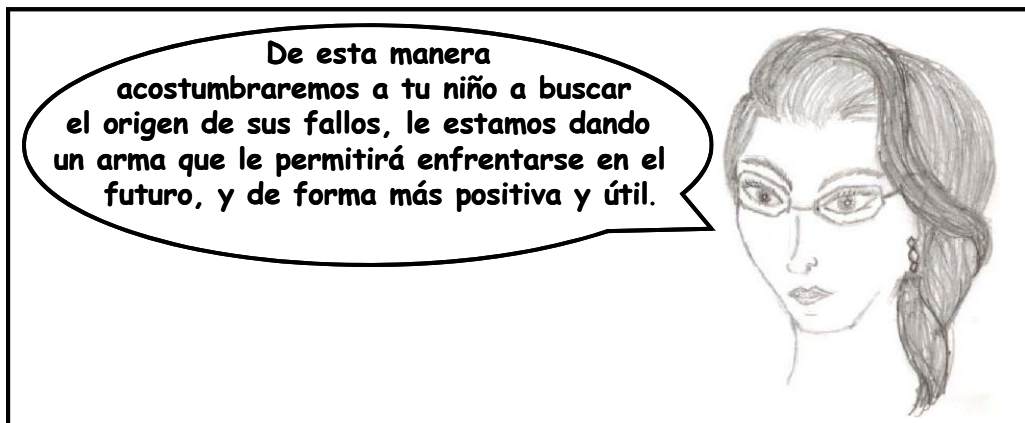 De esta manera
acostumbraremos a tu niño a buscar
el origen de sus fallos, le estamos dando
un arma que le permitirá enfrentarse en el
futuro, y de forma más positiva y útil.